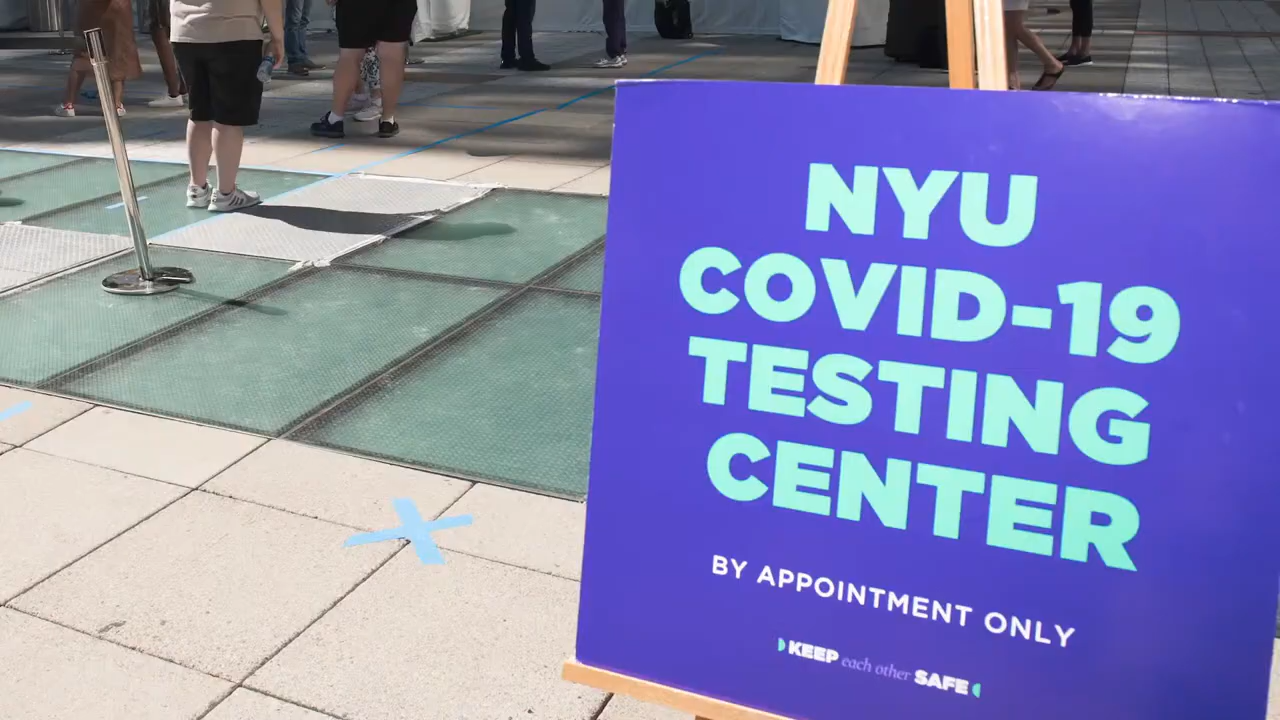 NYU
COVID-19
TESTING
CENTER
BY APPOINTMENT ONLY
KEEP each other SAFE